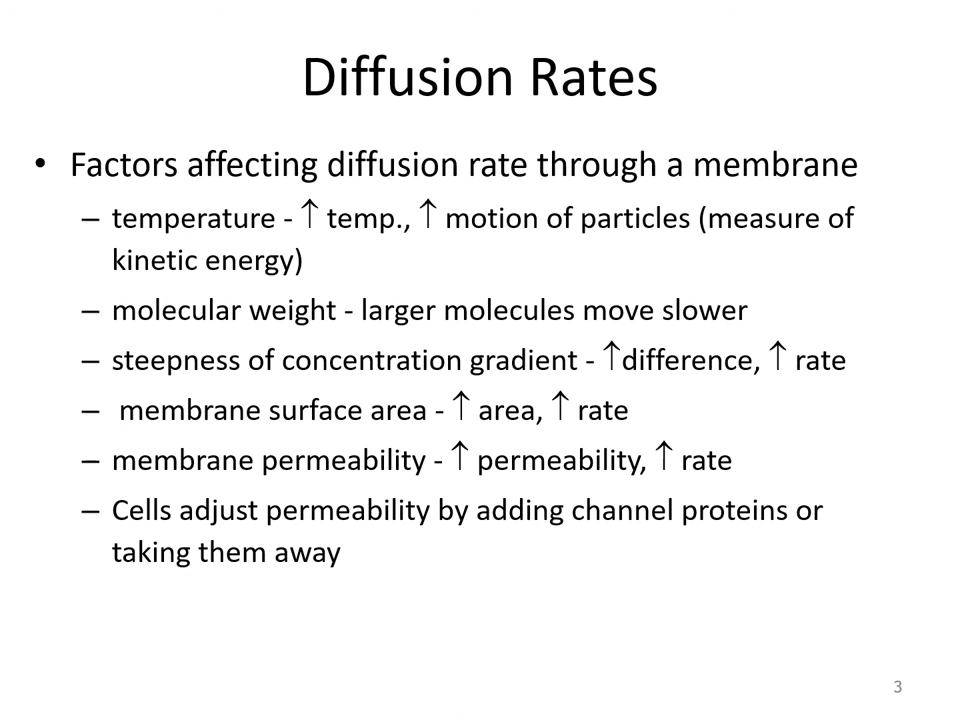 Diffusion Rates
• Factors affecting diffusion rate through a membrane
– temperature - ↑ temp., ↑ motion of particles (measure of
kinetic energy)
– molecular weight - larger molecules move slower
– steepness of concentration gradient - ↑difference, ↑ rate
– membrane surface area - ↑ area, ↑ rate
– membrane permeability - ↑ permeability, ↑ rate
– Cells adjust permeability by adding channel proteins or
taking them away
3